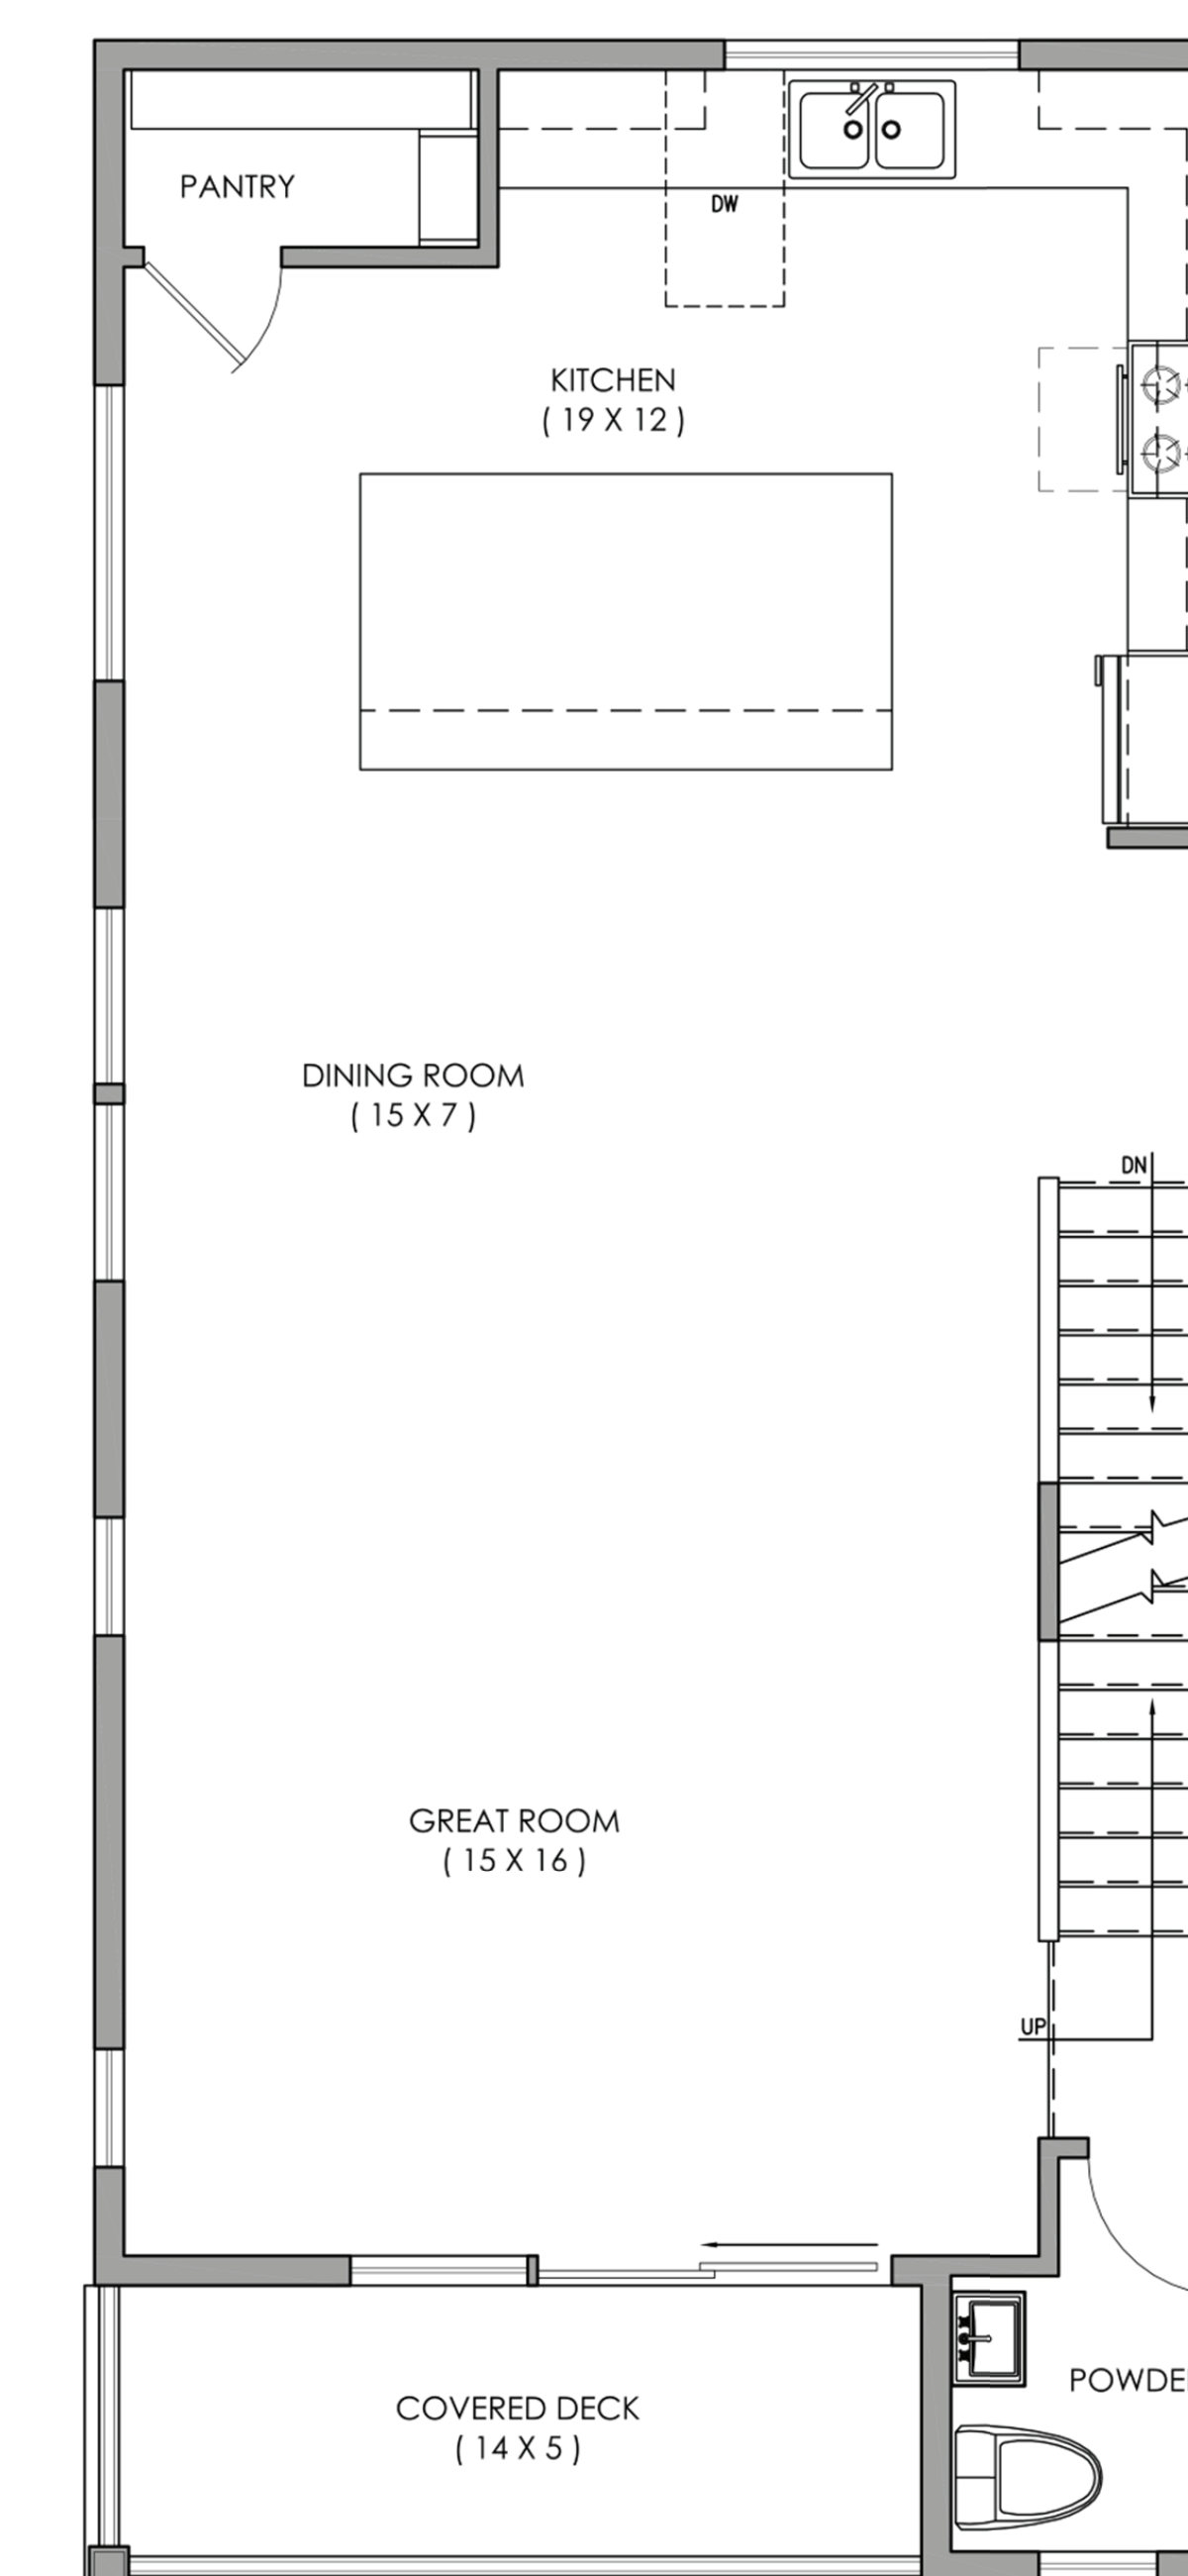 PANTRY
DW
KITCHEN
( 19 X 12 )
DINING ROOM
( 15 X 7 )
DN
GREAT ROOM
( 15 X 16 )
UP
POWDE
COVERED DECK
( 14 X 5 )